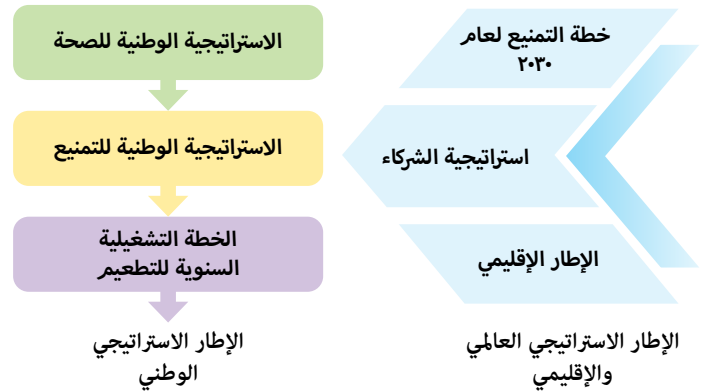 خطة التمنيع لعام
٢٠٣٠
استراتيجية الشركاء
الإطار الإقليمي
الإطار الاستراتيجي العالمي
والإقليمي
الاستراتيجية الوطنية للصحة
الاستراتيجية الوطنية للتمنيع
الخطة التشغيلية
السنوية للتطعيم
الإطار الاستراتيجي
الوطني